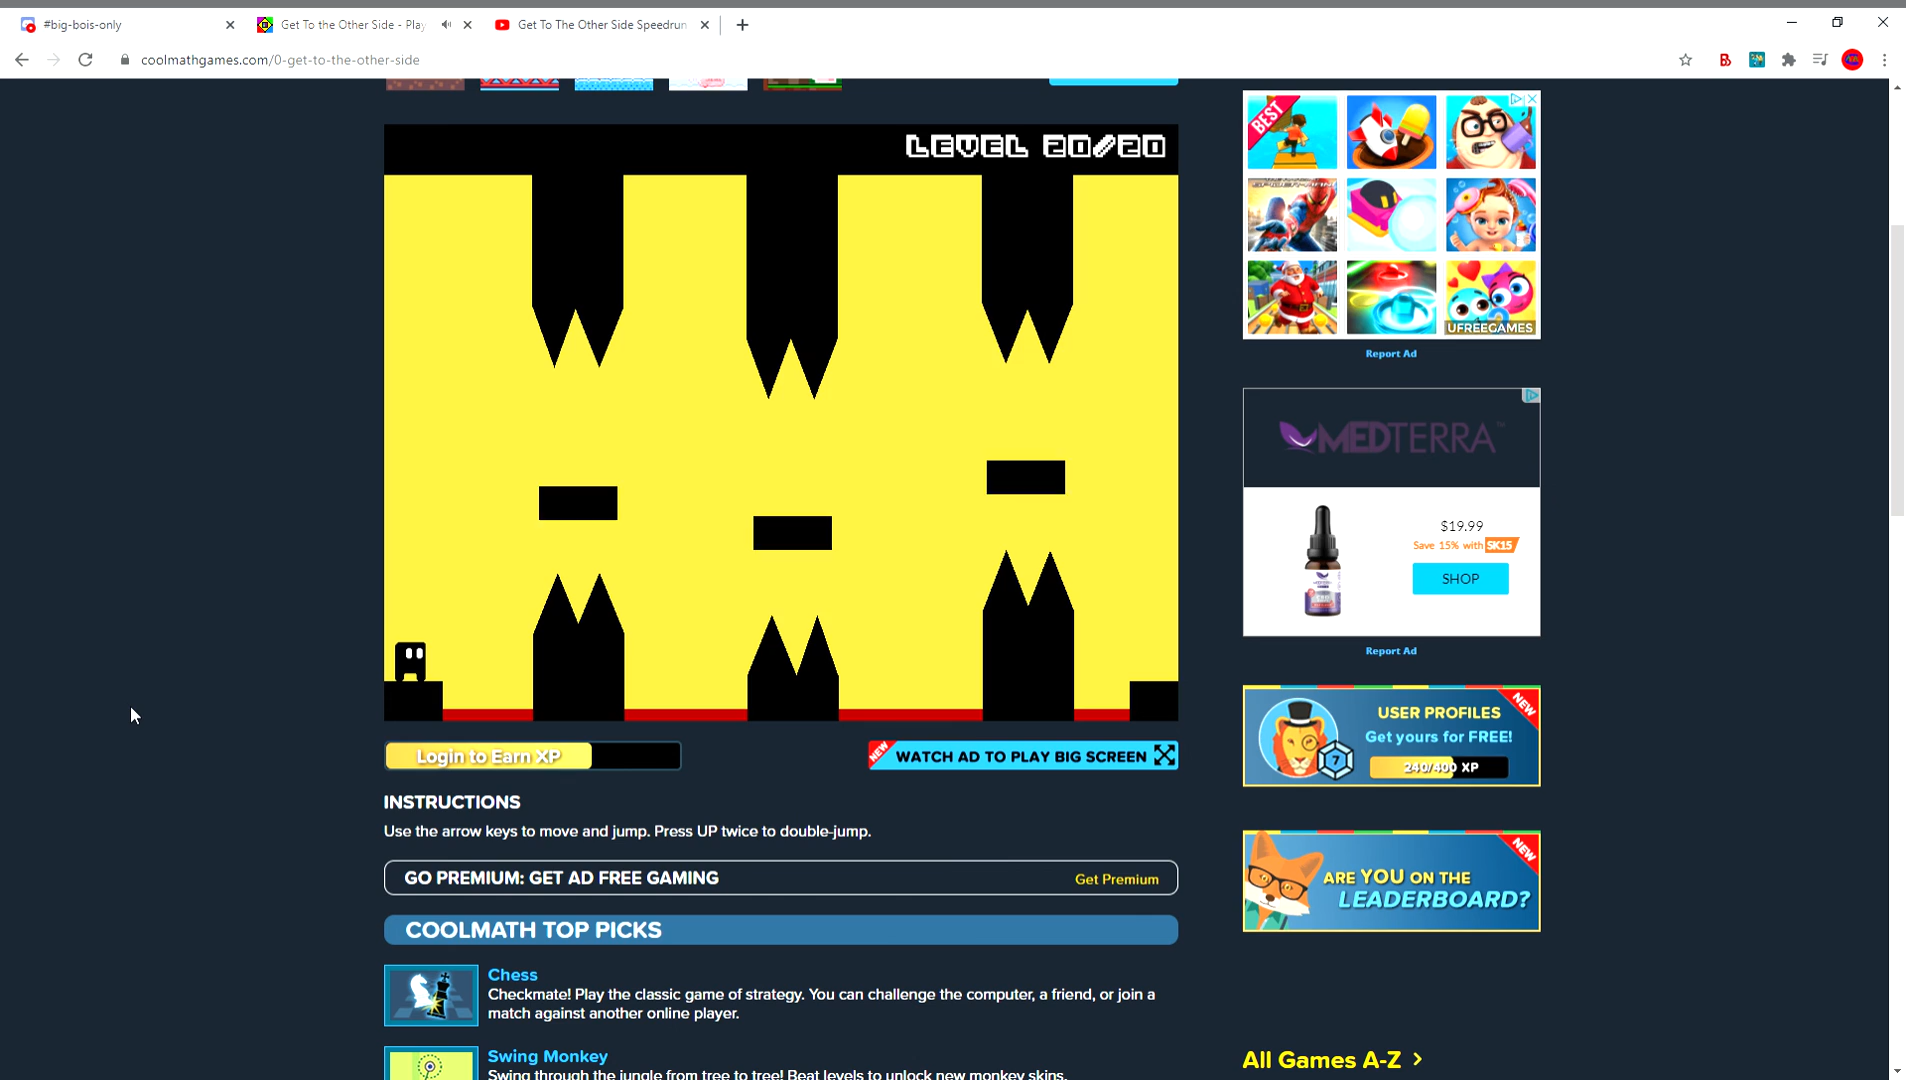 #big-bois-only
Get To the Other Side - Play
Get To The Other Side Speedrun
coolmathgames.com/0-get-to-the-other-side
LEVEL 20/20
BEST
UFREEGAMES
Report Ad
MEDTERRA™
$19.99
Save 15% with SK15
SHOP
Report Ad
NEW
USER PROFILES
Get yours for FREE!
7
240/400 XP
Login to Earn XP
NEW
WATCH AD TO PLAY BIG SCREEN
INSTRUCTIONS
Use the arrow keys to move and jump. Press UP twice to double-jump.
GO PREMIUM: GET AD FREE GAMING
Get Premium
NEW
ARE YOU ON THE
LEADERBOARD?
COOLMATH TOP PICKS
Chess
Checkmate! Play the classic game of strategy. You can challenge the computer, a friend, or join a
match against another online player.
Swing Monkey
Swing through the jungle from tree to tree! Beat levels to unlock new monkey skins.
All Games A-Z >